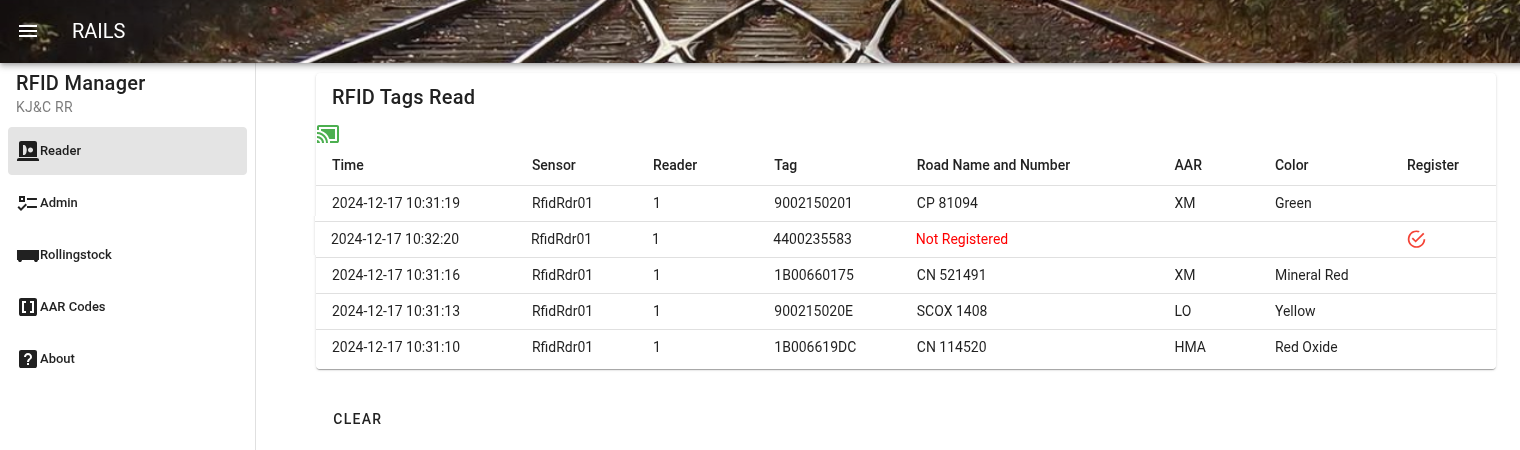 RAILS
RFID Manager
KJ&C RR
Reader
Admin
Rollingstock
AAR Codes
About
RFID Tags Read
Time Sensor Reader Tag Road Name and Number AAR Color Register
2024-12-17 10:31:19 RfidRdr01 1 9002150201 CP 81094 XM Green
2024-12-17 10:32:20 RfidRdr01 1 4400235583 Not Registered
2024-12-17 10:31:16 RfidRdr01 1 1B00660175 CN 521491 XM Mineral Red
2024-12-17 10:31:13 RfidRdr01 1 900215020E SCOX 1408 LO Yellow
2024-12-17 10:31:10 RfidRdr01 1 1B006619DC CN 114520 HMA Red Oxide
CLEAR